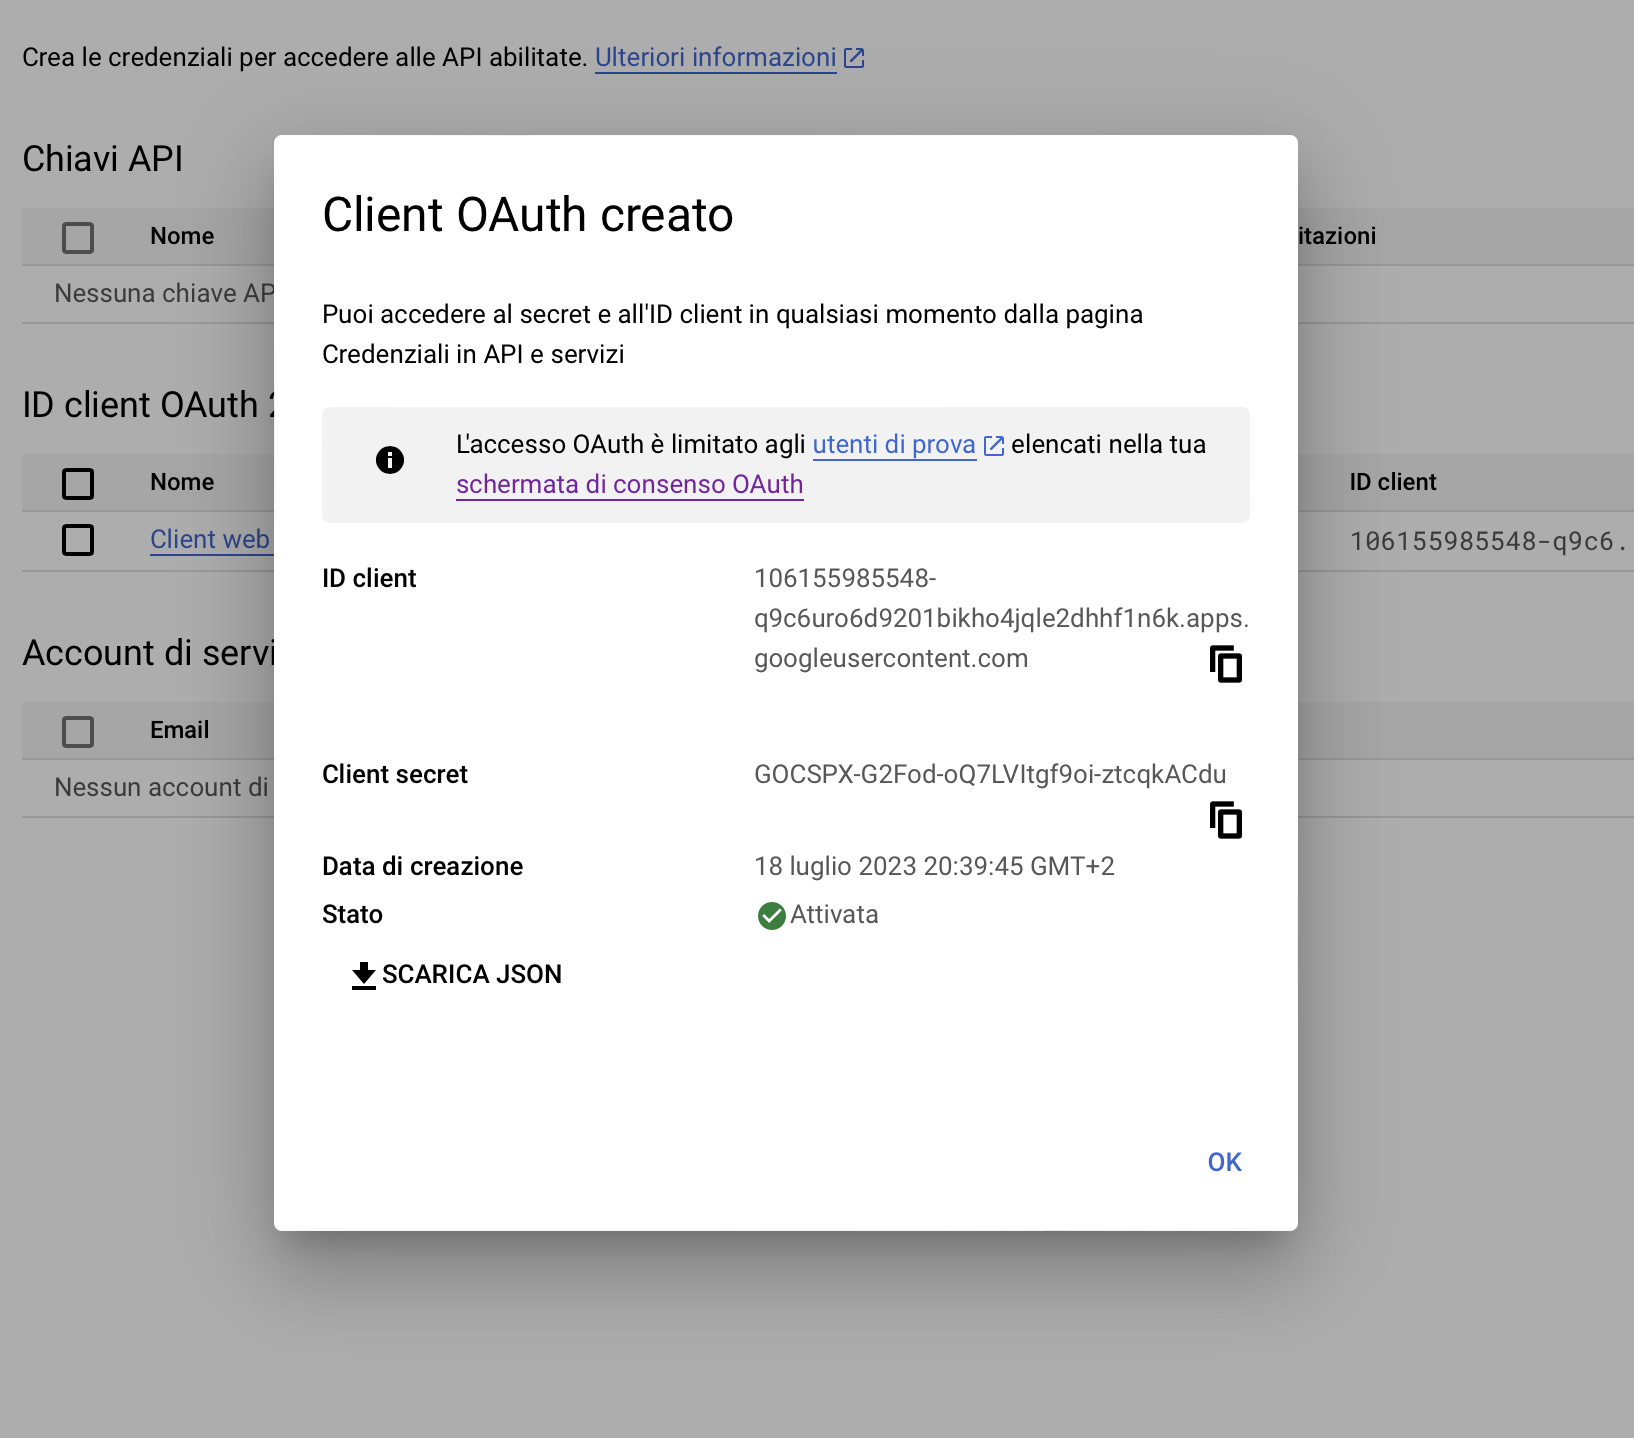 Crea le credenziali per accedere alle API abilitate. Ulteriori informazioni
Chiavi API
Nome
itazioni
Nessuna chiave AP
ID client OAuth 2
Nome
ID client
Client web
106155985548-q9c6.
Account di servi
Email
Nessun account di
Client OAuth creato
Puoi accedere al secret e all'ID client in qualsiasi momento dalla pagina
Credenziali in API e servizi
L'accesso OAuth è limitato agli utenti di prova elencati nella tua
schermata di consenso OAuth
ID client
106155985548-
q9c6uro6d9201bikho4jqle2dhhf1n6k.apps.
googleusercontent.com
Client secret
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
Data di creazione
18 luglio 2023 20:39:45 GMT+2
Stato
Attivata
SCARICA JSON
OK